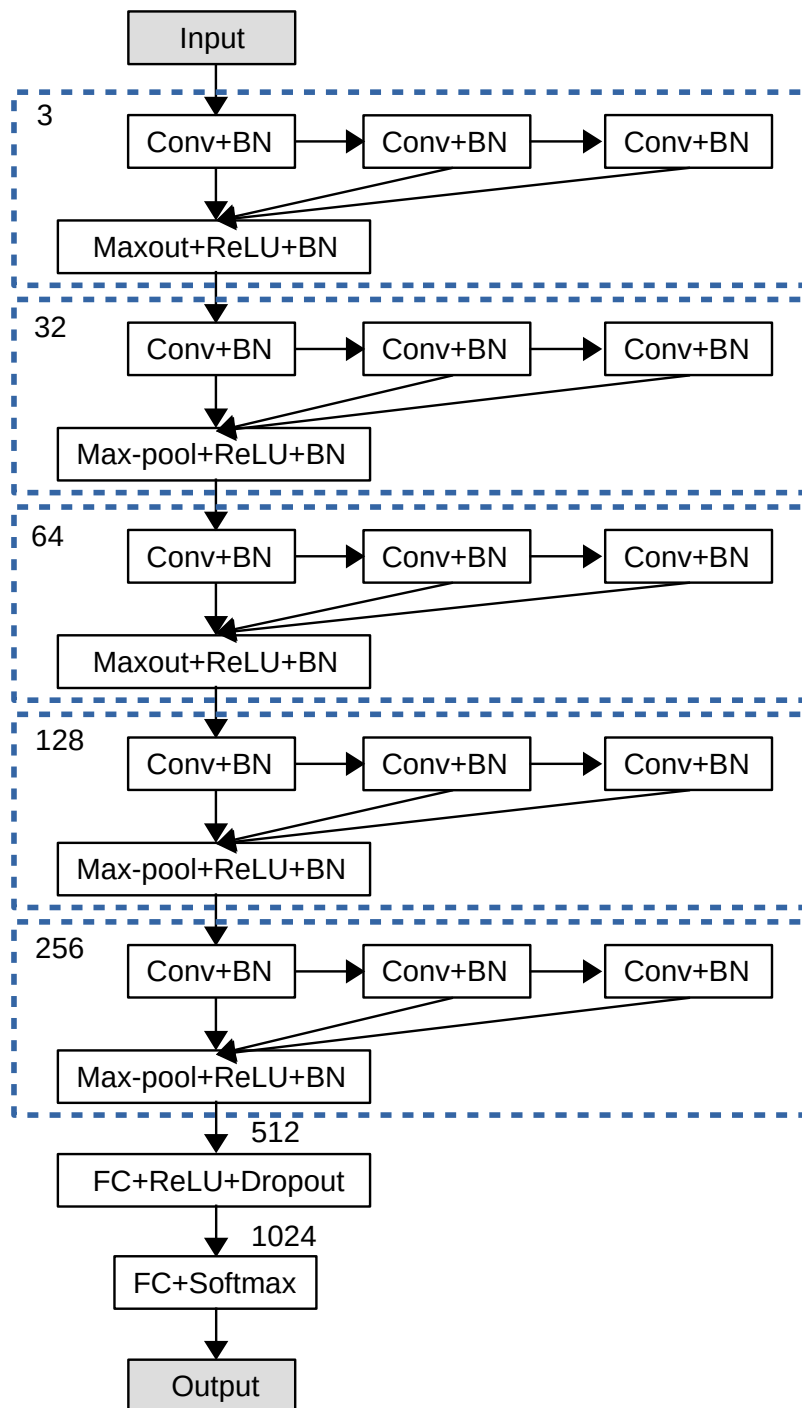 Input
3
Conv+BN Conv+BN Conv+BN
Maxout+ReLU+BN
32
Conv+BN Conv+BN Conv+BN
Max-pool+ReLU+BN
64
Conv+BN Conv+BN Conv+BN
Maxout+ReLU+BN
128
Conv+BN Conv+BN Conv+BN
Max-pool+ReLU+BN
256
Conv+BN Conv+BN Conv+BN
Max-pool+ReLU+BN
512
FC+ReLU+Dropout
1024
FC+Softmax
Output